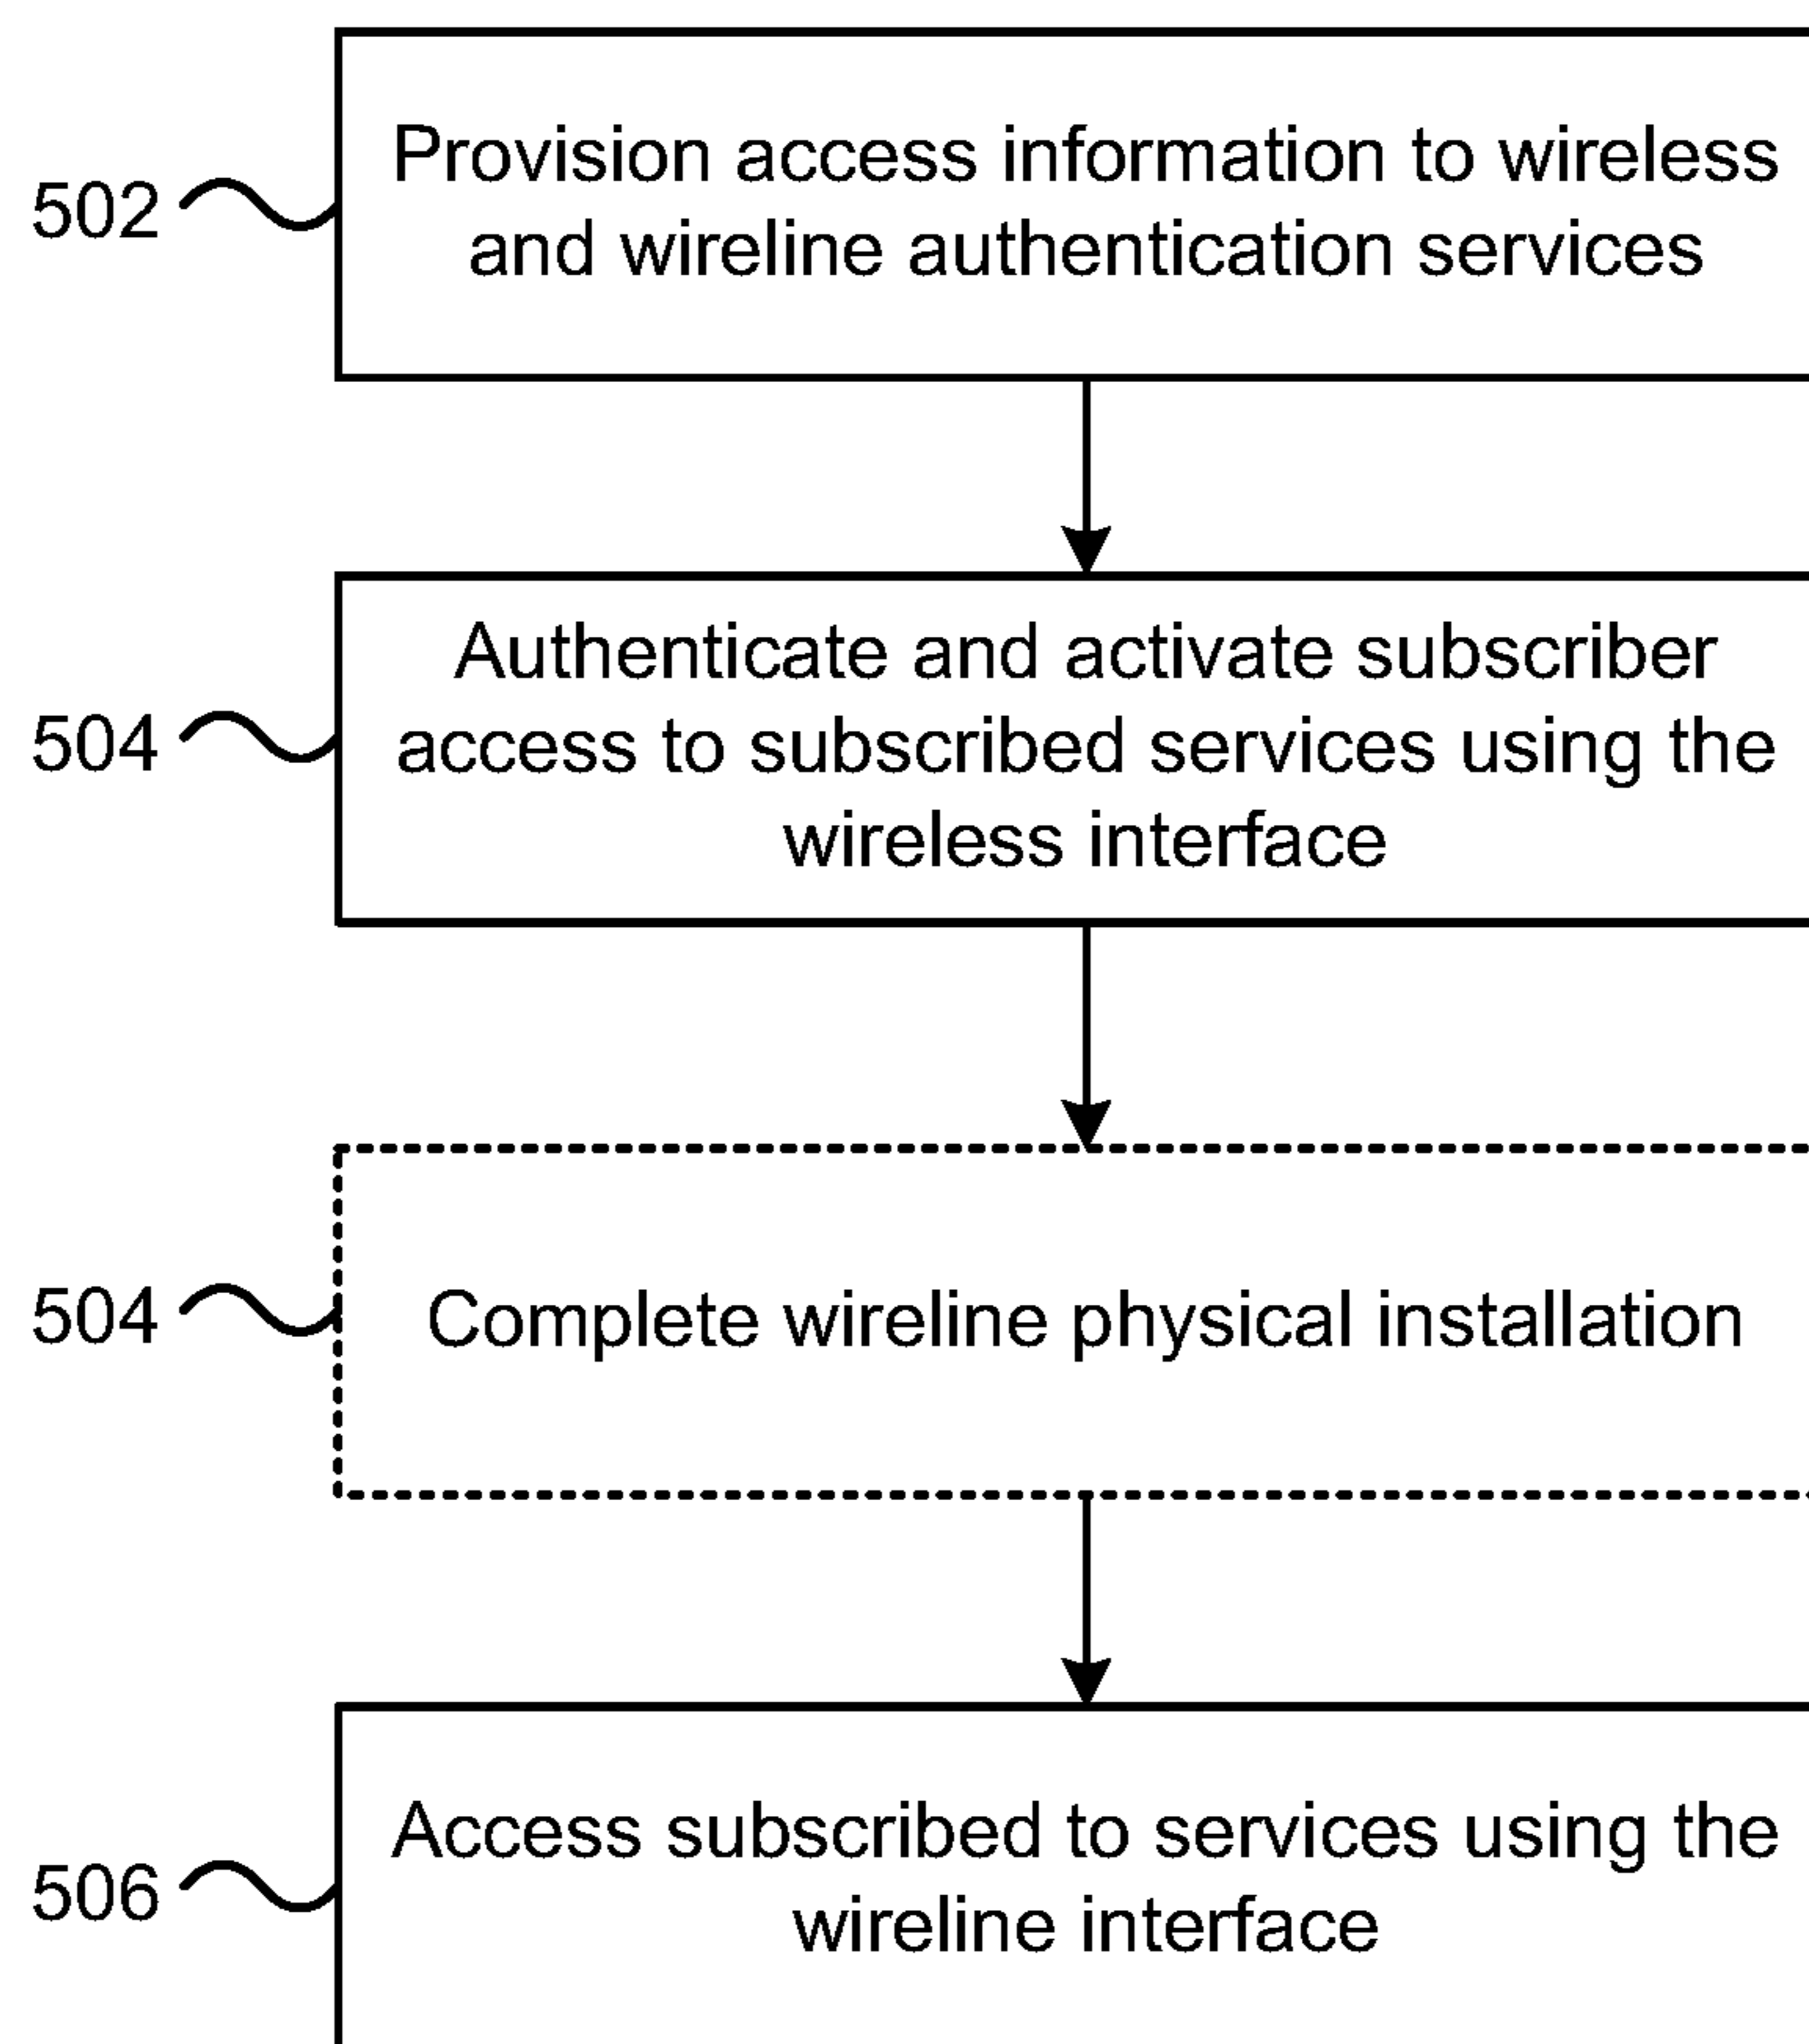 502
Provision access information to wireless
and wireline authentication services
504
Authenticate and activate subscriber
access to subscribed services using the
wireless interface
504
Complete wireline physical installation
506
Access subscribed to services using the
wireline interface